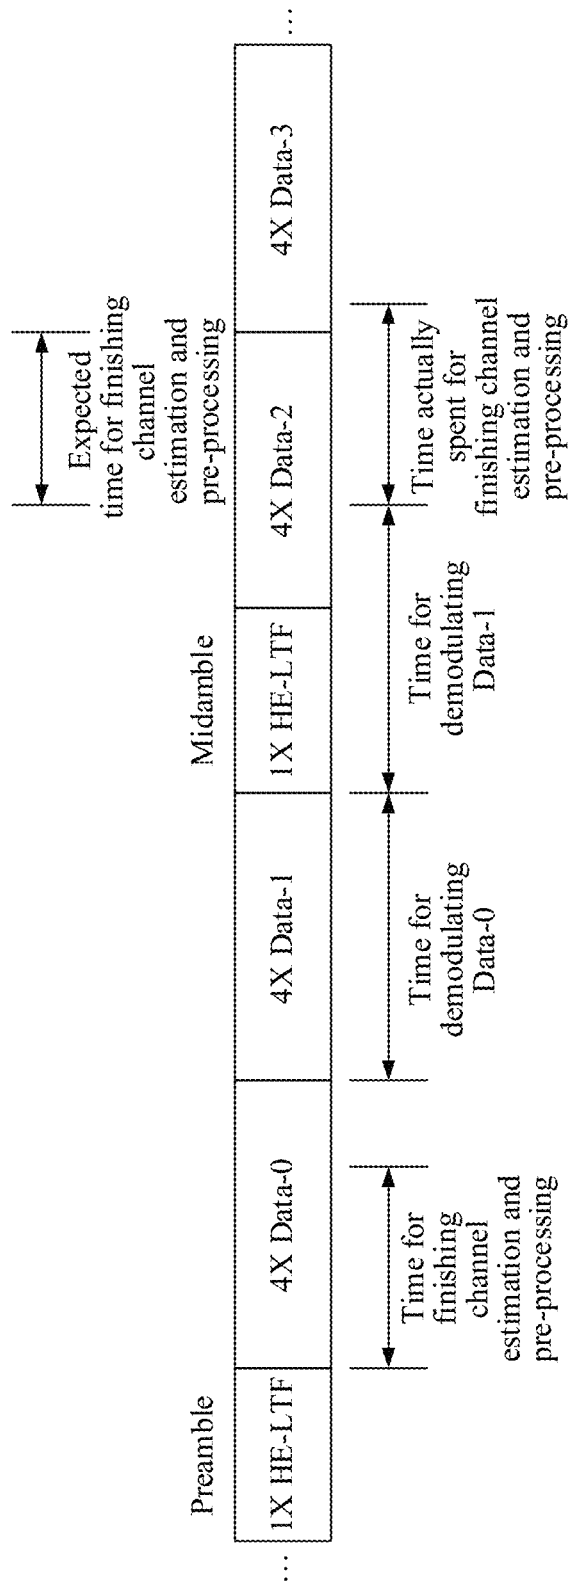 Preamble
Midamble
Expected
time for finishing
channel
estimation and
pre-processing
...
1X HE-LTF
4X Data-0
4X Data-1
1X HE-LTF
4X Data-2
4X Data-3
...
Time for
finishing
channel
estimation and
pre-processing
Time for
demodulating
Data-0
Time for
demodulating
Data-1
Time actually
spent for
finishing channel
estimation and
pre-processing